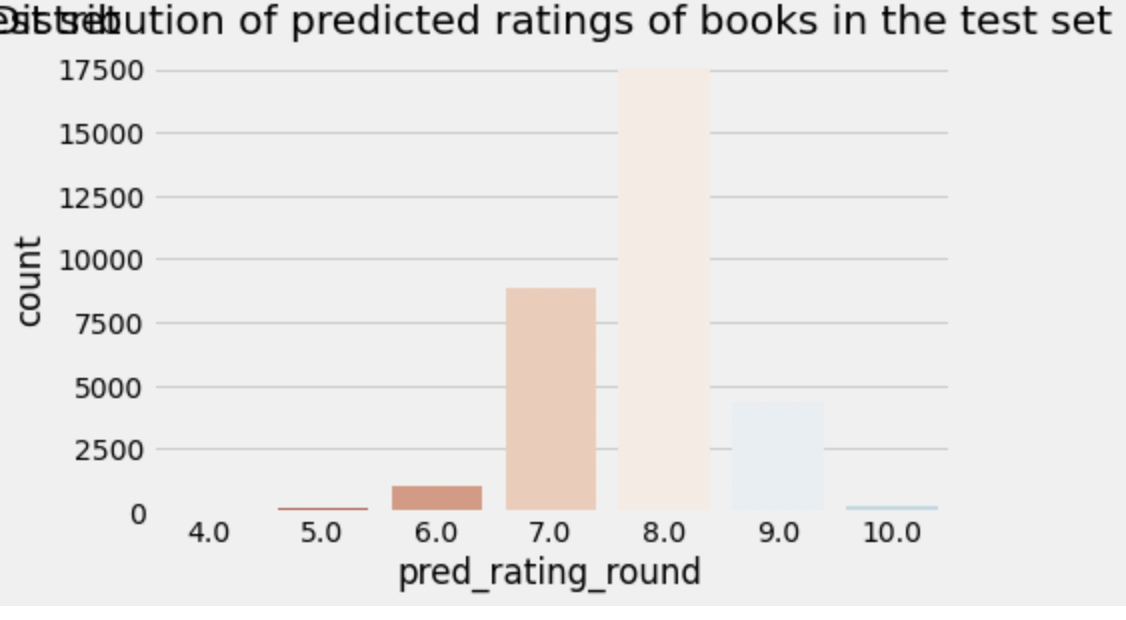 Distribution of predicted ratings of books in the test set
17500
15000
12500
10000
7500
5000
2500
0
count
4.0 5.0 6.0 7.0 8.0 9.0 10.0
pred_rating_round